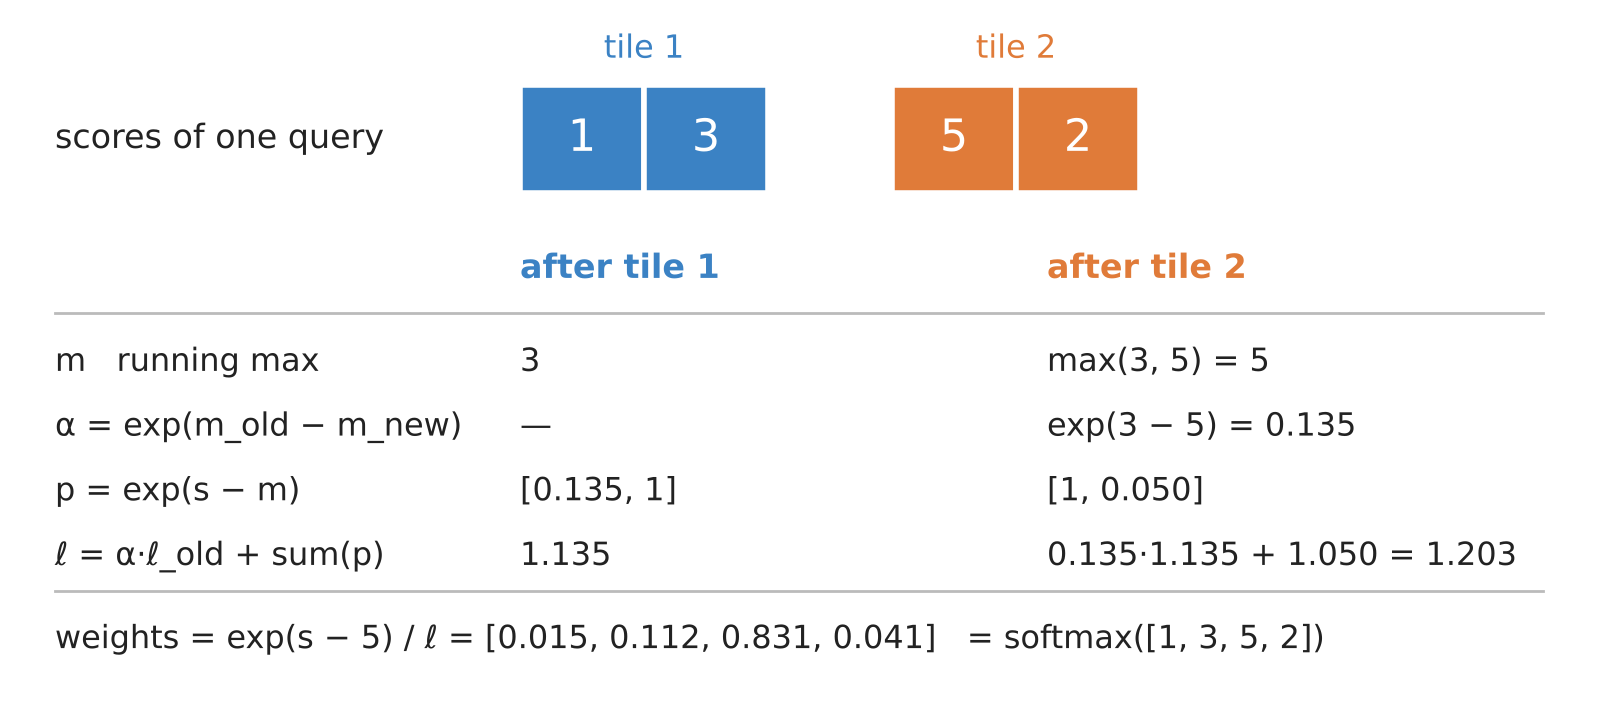 tile 1 tile 2
scores of one query 1 3 5 2
after tile 1 after tile 2
m running max 3 max(3, 5) = 5
α = exp(m_old − m_new) — exp(3 − 5) = 0.135
p = exp(s − m) [0.135, 1] [1, 0.050]
ℓ = α·ℓ_old + sum(p) 1.135 0.135·1.135 + 1.050 = 1.203
weights = exp(s − 5) / ℓ = [0.015, 0.112, 0.831, 0.041] = softmax([1, 3, 5, 2])